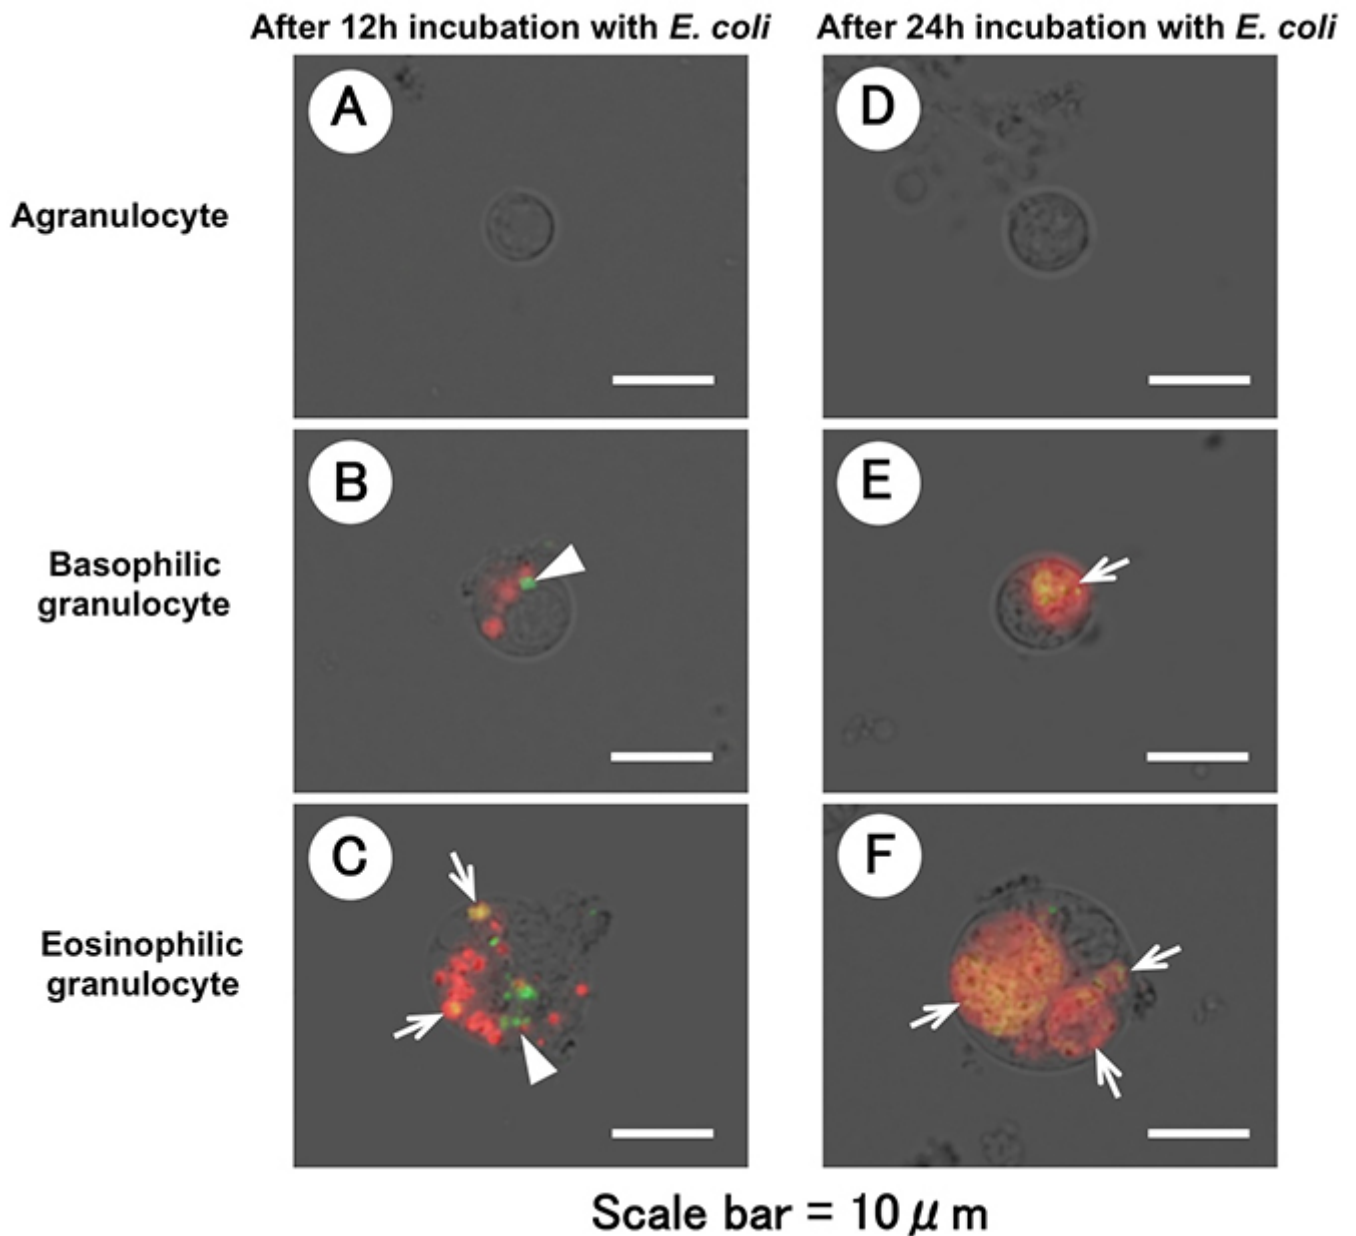 After 12h incubation with E. coli
After 24h incubation with E. coli
A
D
Agranulocyte
B
E
Basophilic
granulocyte
C
F
Eosinophilic
granulocyte
Scale bar = 10 μ m